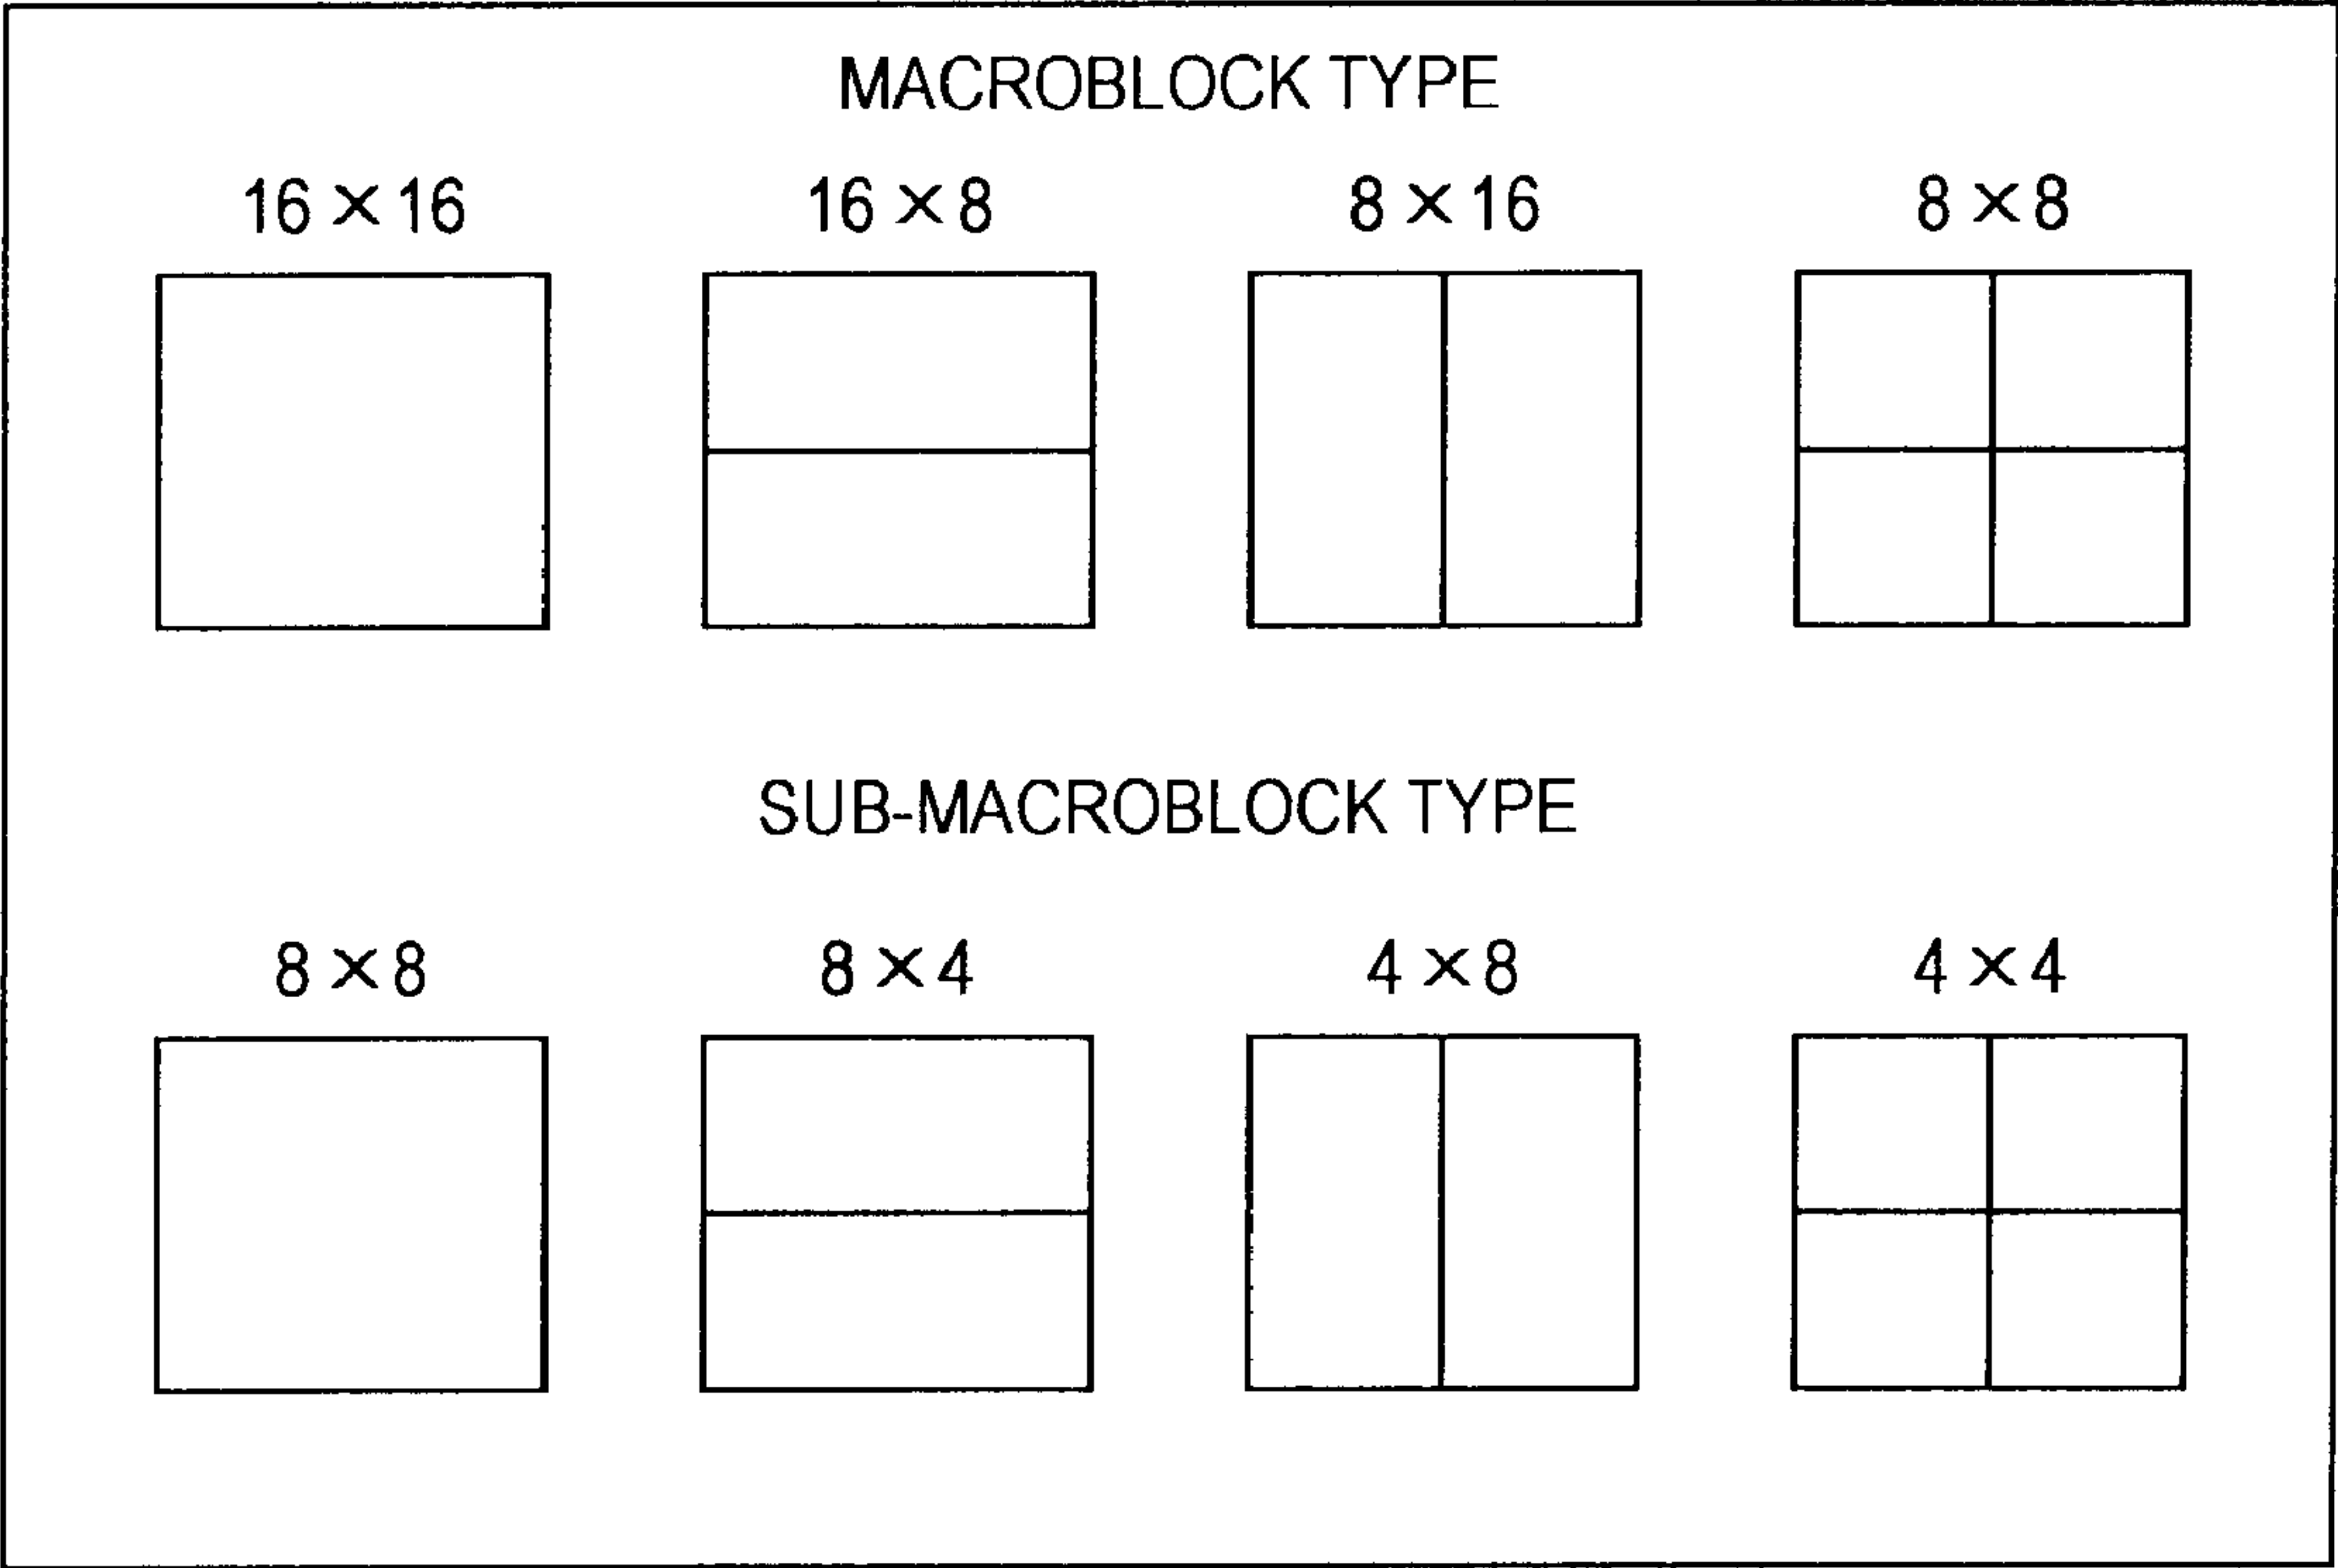 MACROBLOCK TYPE
16 × 16 16 × 8 8 × 16 8 × 8
SUB-MACROBLOCK TYPE
8 × 8 8 × 4 4 × 8 4 × 4